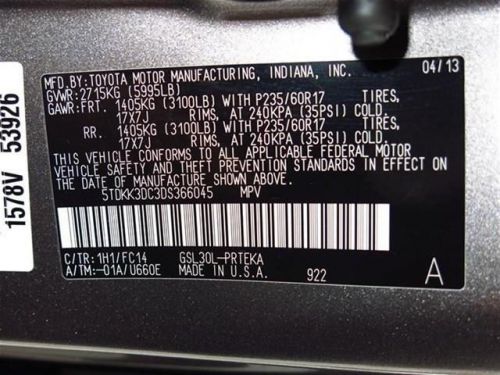 MFD.BY:TOYOTA MOTOR MANUFACTURING, INDIANA, INC. 04/13
GVWR:2715KG (5995LB)
GAWR:FRT. 1405KG (3100LB) WITH P235/60R17 TIRES,
17X7J RIMS, AT 240KPA (35PSI) COLD
RR. 1405KG (3100LB) WITH P235/60R17 TIRES,
17X7J RIMS, AT 240KPA (35PSI) COLD
THIS VEHICLE CONFORMS TO ALL APPLICABLE FEDERAL MOTOR
VEHICLE SAFETY AND THEFT PREVENTION STANDARDS IN EFFECT ON
THE DATE OF MANUFACTURE SHOWN ABOVE.
5TDKK3DC3DS366045 MPV
C/TR: 1H1/FC14 GSL30L-PRTEKA
A/TM:-01A/U660E MADE IN U.S.A. 922 A
1578V 53926